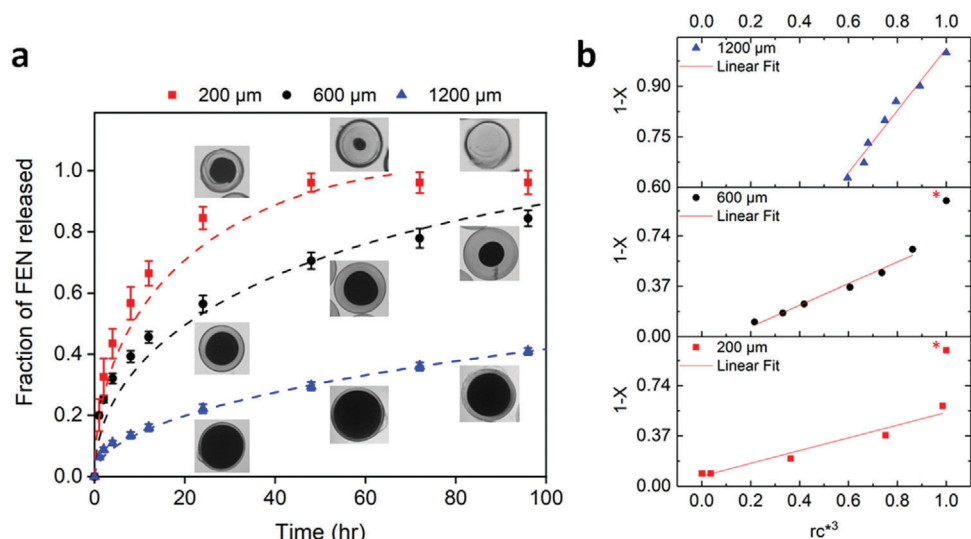 a
200 μm 600 μm 1200 μm
Fraction of FEN released
1.0
0.8
0.6
0.4
0.2
0.0
0 20 40 60 80 100
Time (hr)
b
0.0 0.2 0.4 0.6 0.8 1.0
1200 μm
Linear Fit
1-X
0.90
0.75
0.60
600 μm
Linear Fit
*
1-X
0.74
0.37
0.00
200 μm
Linear Fit
*
1-X
0.74
0.37
0.00
0.0 0.2 0.4 0.6 0.8 1.0
rc*3